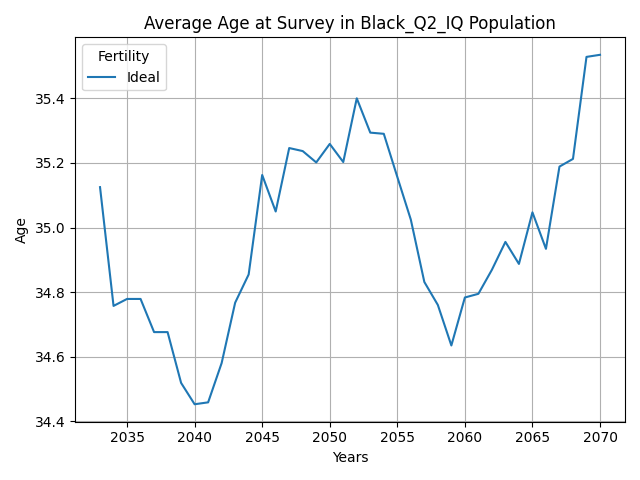 Average Age at Survey in Black_Q2_IQ Population
Fertility
Ideal
35.4
35.2
35.0
34.8
34.6
34.4
Age
2035 2040 2045 2050 2055 2060 2065 2070
Years